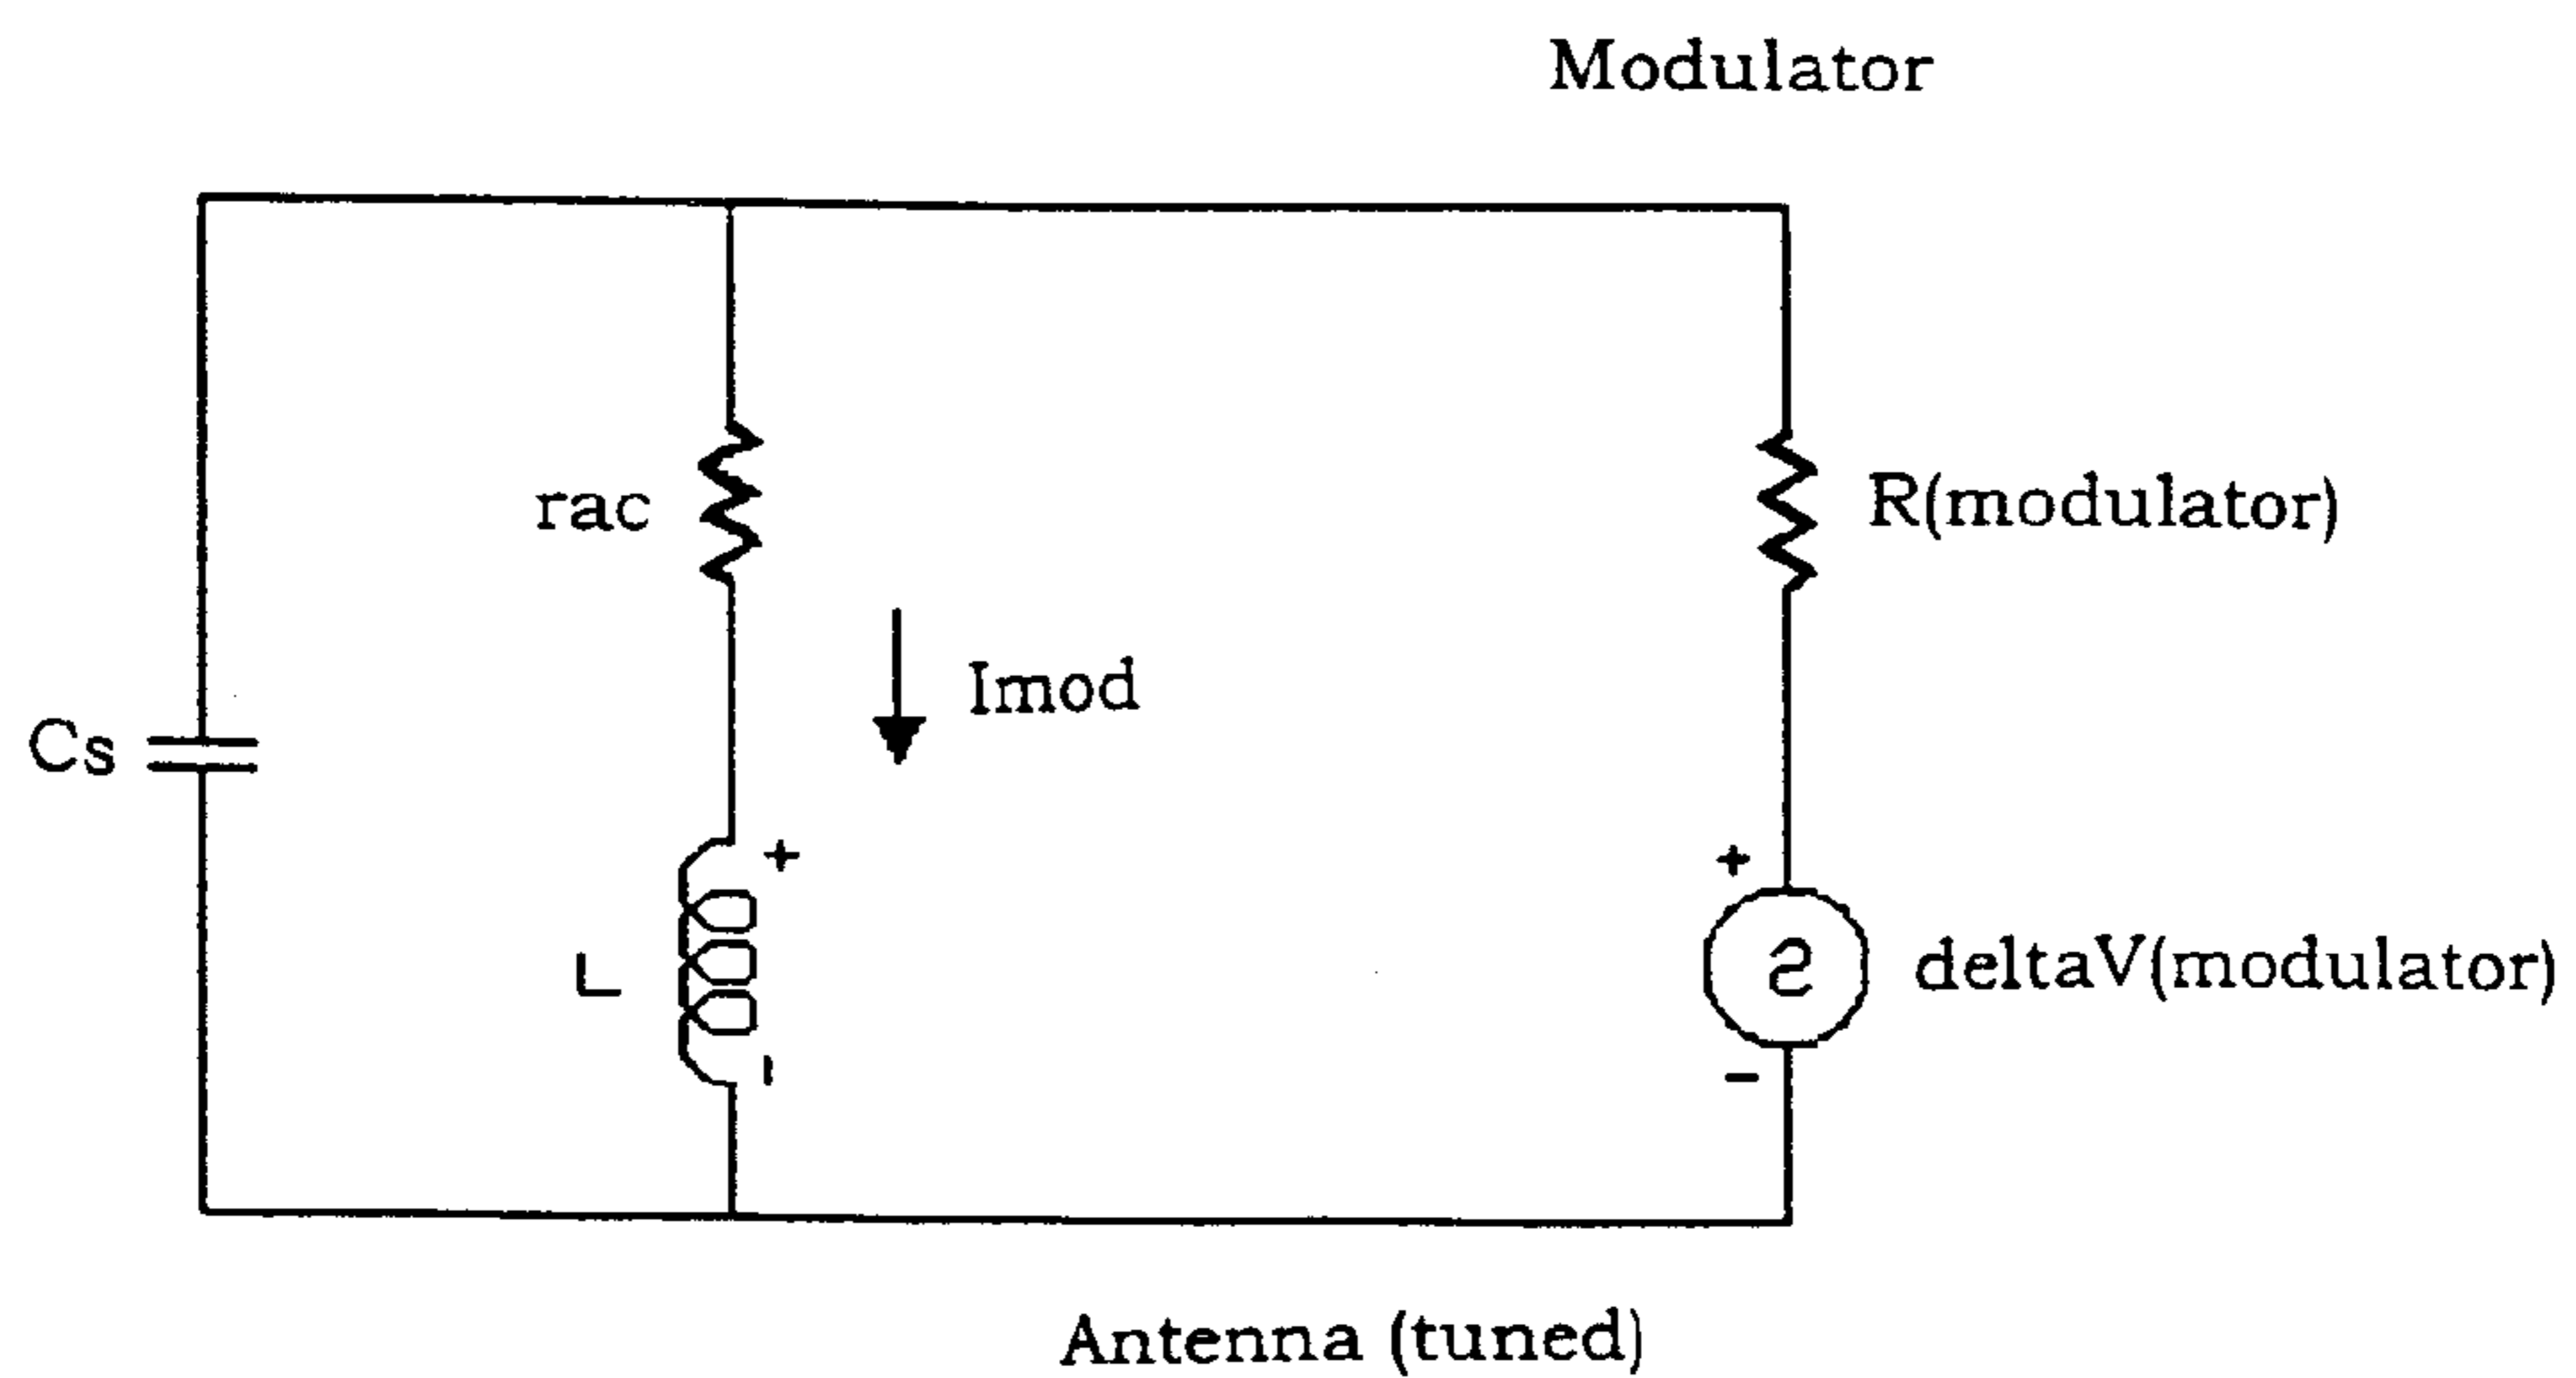 Modulator
rac
R(modulator)
Imod
Cs
+
+
L
deltaV(modulator)
-
-
Antenna (tuned)